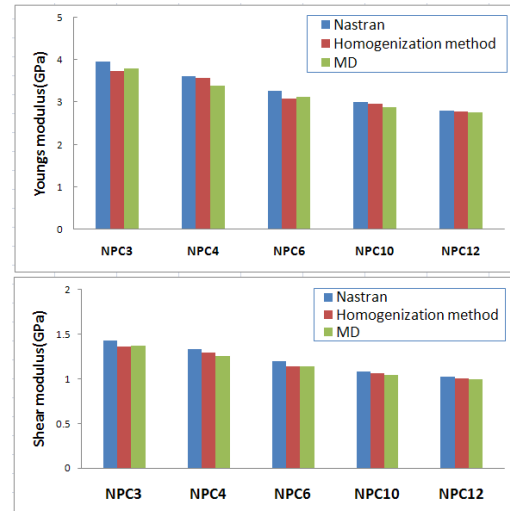 5
4
3
2
1
0
Youngs modulus(GPa)
Nastran
Homogenization method
MD
NPC3 NPC4 NPC6 NPC10 NPC12
2
1.5
1
0.5
0
Shear modulus(GPa)
Nastran
Homogenization method
MD
NPC3 NPC4 NPC6 NPC10 NPC12